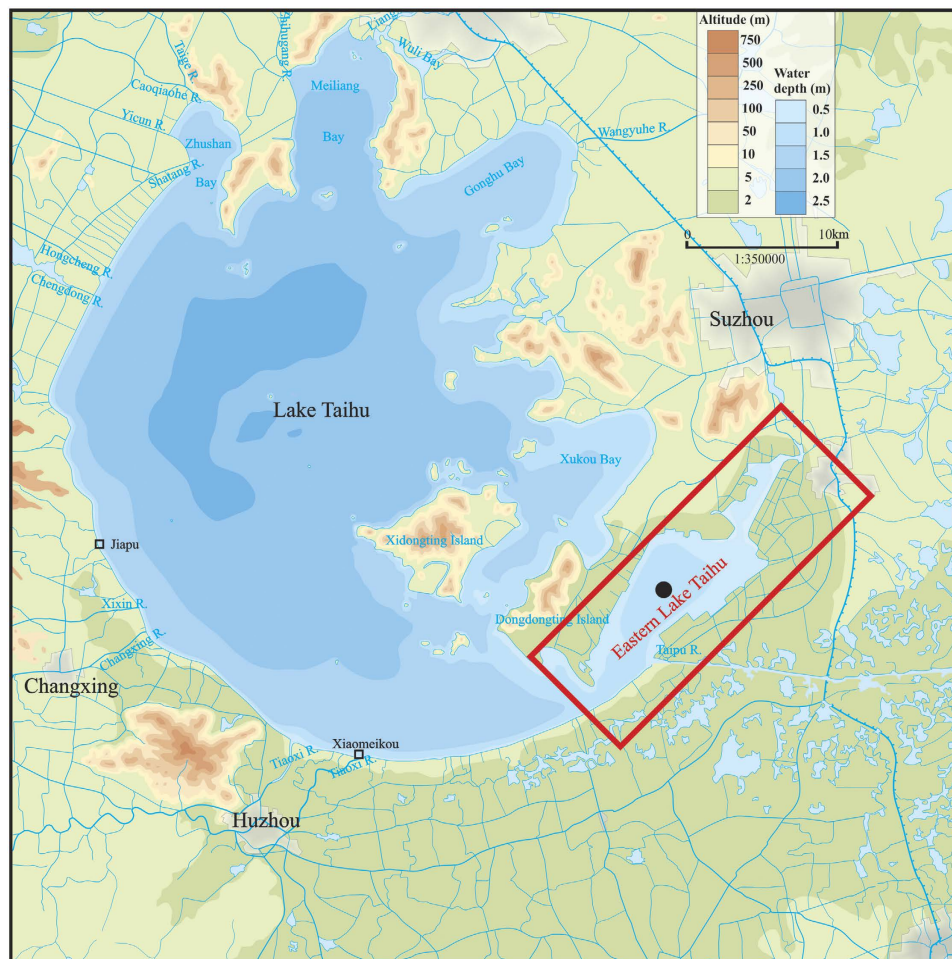 Altitude (m)
750
500
250
100
50
10
5
2
Water
depth (m)
0.5
1.0
1.5
2.0
2.5
0 10km
1:350000
Taige R.
Wuli Bay
Caoqiaohe R.
Meiliang
Bay
Yicun R.
Wangyuhe R.
Zhushan
Bay
Gonghu Bay
Shatang R.
Hongcheng R.
Chengdong R.
Suzhou
Lake Taihu
Xukou Bay
Xidongting Island
Jiapu
Eastern Lake Taihu
Xixin R.
Dongdongting Island
Changxing R.
Taipu R.
Changxing
Xiaomeikou
Tiaoxi R.
Tiaoxi R.
Huzhou